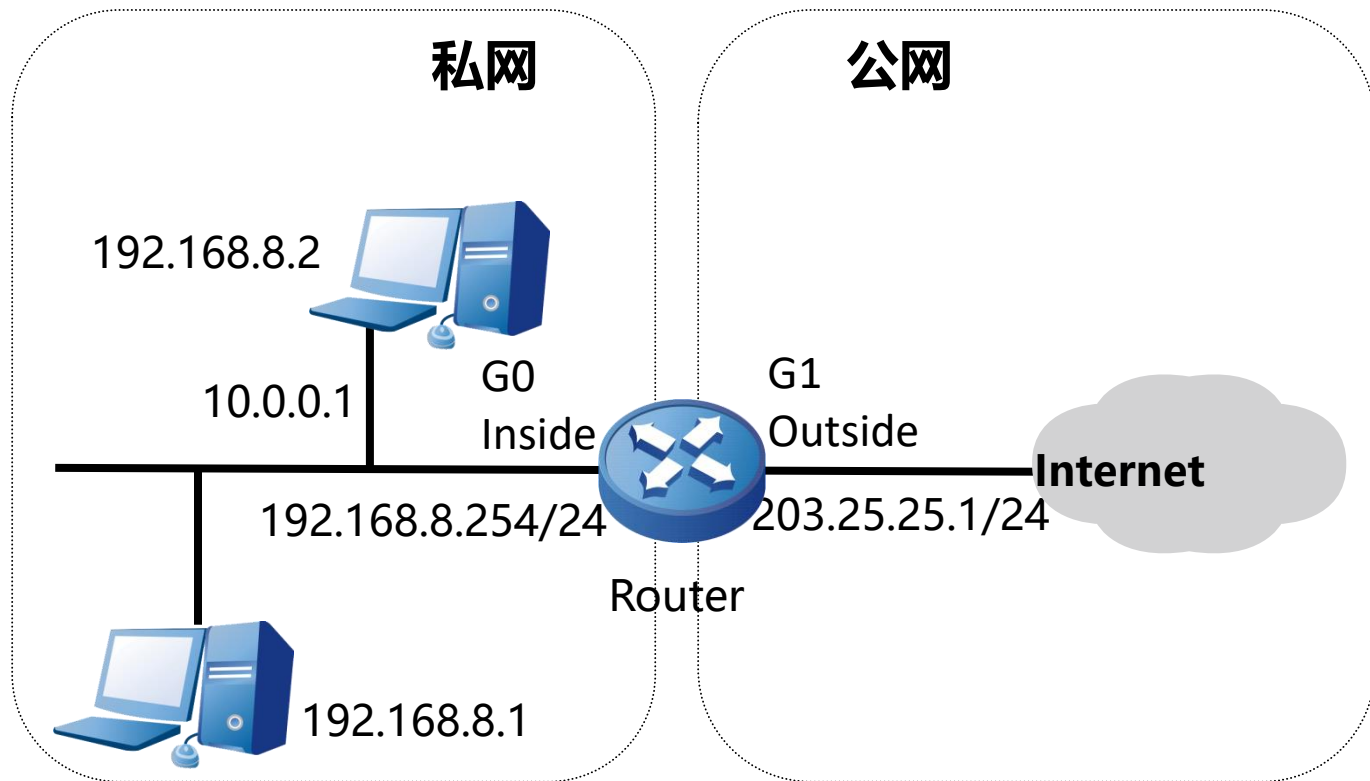 私网
公网
192.168.8.2
10.0.0.1
G0
Inside
G1
Outside
Internet
192.168.8.254/24
203.25.25.1/24
Router
192.168.8.1